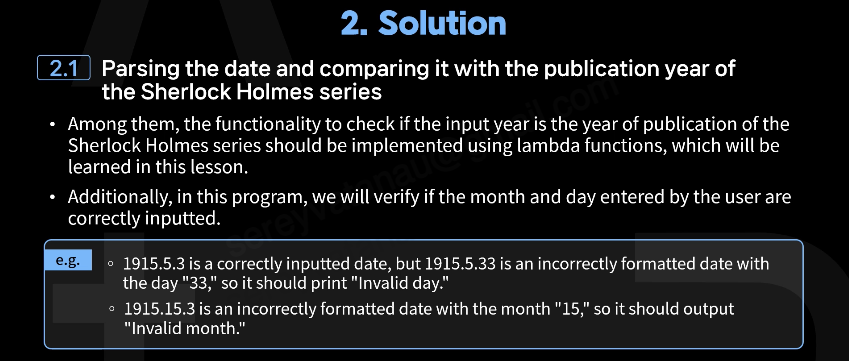 2. Solution
2.1 Parsing the date and comparing it with the publication year of
the Sherlock Holmes series
• Among them, the functionality to check if the input year is the year of publication of the
Sherlock Holmes series should be implemented using lambda functions, which will be
learned in this lesson.
• Additionally, in this program, we will verify if the month and day entered by the user are
correctly inputted.
e.g.
◦ 1915.5.3 is a correctly inputted date, but 1915.5.33 is an incorrectly formatted date with
the day "33," so it should print "Invalid day."
◦ 1915.15.3 is an incorrectly formatted date with the month "15," so it should output
"Invalid month."